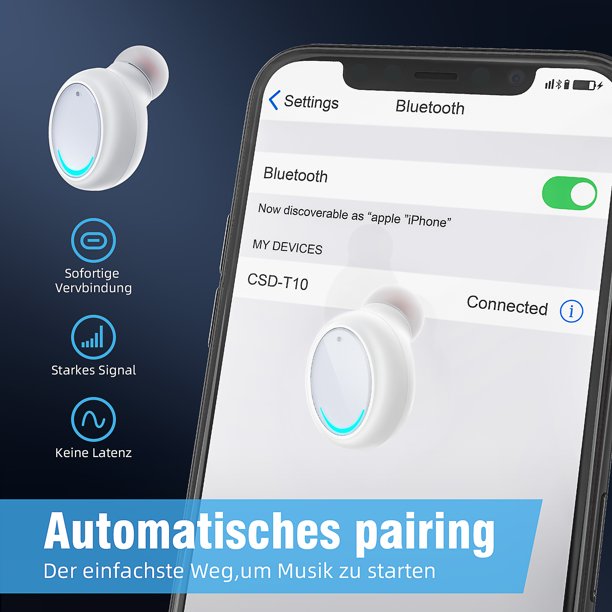 Settings
Bluetooth
Bluetooth
Now discoverable as “apple ”iPhone”
MY DEVICES
CSD-T10
Connected i
Sofortige
Vervbindung
Starkes Signal
Keine Latenz
Automatisches pairing
Der einfachste Weg,um Musik zu starten